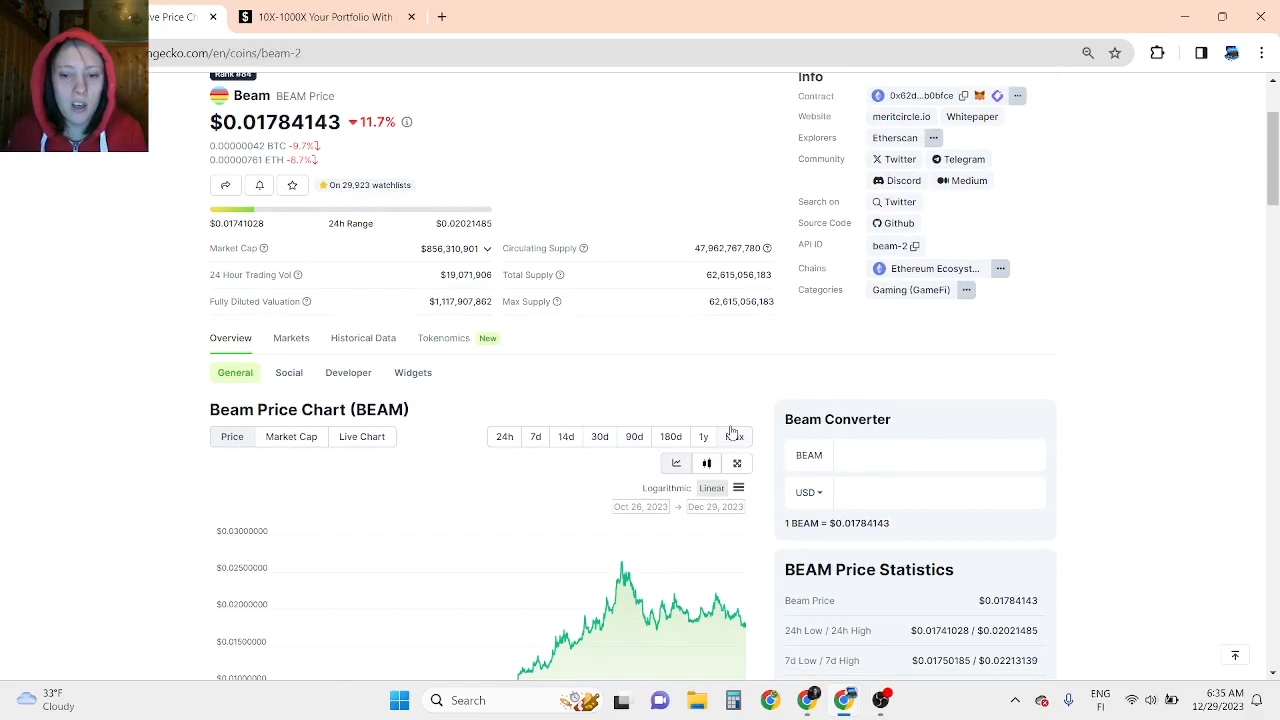 ve Price Ch
$ 10X-100X Your Portfolio With
ngecko.com/en/coins/beam-2
Rank #84
Beam BEAM Price
$0.01784143 11.7%
0.00000042 BTC -9.7%
0.00000761 ETH -8.7%
On 29,923 watchlists
$0.01741028 24h Range $0.02021485
Market Cap $856,310,901
Circulating Supply 47,962,767,780
24 Hour Trading Vol $19,071,906
Total Supply 62,615,056,183
Fully Diluted Valuation $1,117,907,862
Max Supply 62,615,056,183
Info
Contract 0x62d...b0bfce
Website meritcircle.io Whitepaper
Explorers Etherscan
Community X Twitter Telegram
Discord Medium
Search on Twitter
Source Code Github
API ID beam-2
Chains Ethereum Ecosyst...
Categories Gaming (GameFi)
Overview Markets Historical Data Tokenomics New
General Social Developer Widgets
Beam Price Chart (BEAM)
Price Market Cap Live Chart
24h 7d 14d 30d 90d 180d 1y
Logarithmic Linear
Oct 26, 2023 → Dec 29, 2023
$0.03000000
$0.02500000
$0.02000000
$0.01500000
$0.01000000
Beam Converter
BEAM
USD
1 BEAM = $0.01784143
BEAM Price Statistics
Beam Price $0.01784143
24h Low / 24h High $0.01741028 / $0.02021485
7d Low / 7d High $0.01750185 / $0.02213139
33°F
Cloudy
Search
ENG
FI
6:35 AM
12/29/2023